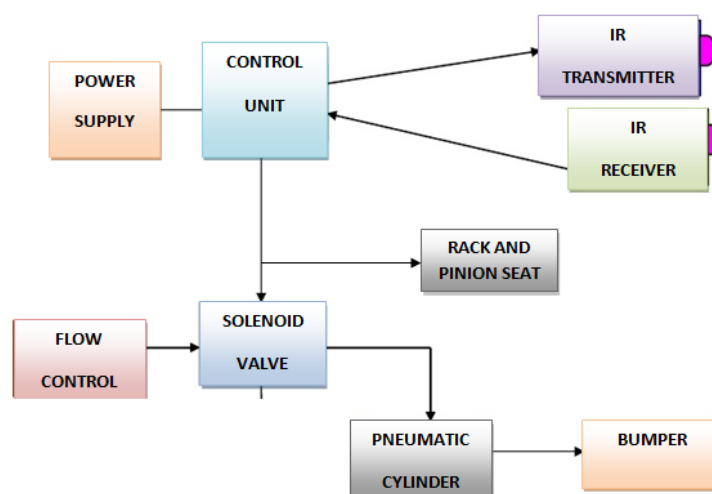 IR
TRANSMITTER
CONTROL
UNIT
POWER
SUPPLY
IR
RECEIVER
RACK AND
PINION SEAT
SOLENOID
VALVE
FLOW
CONTROL
PNEUMATIC
CYLINDER
BUMPER